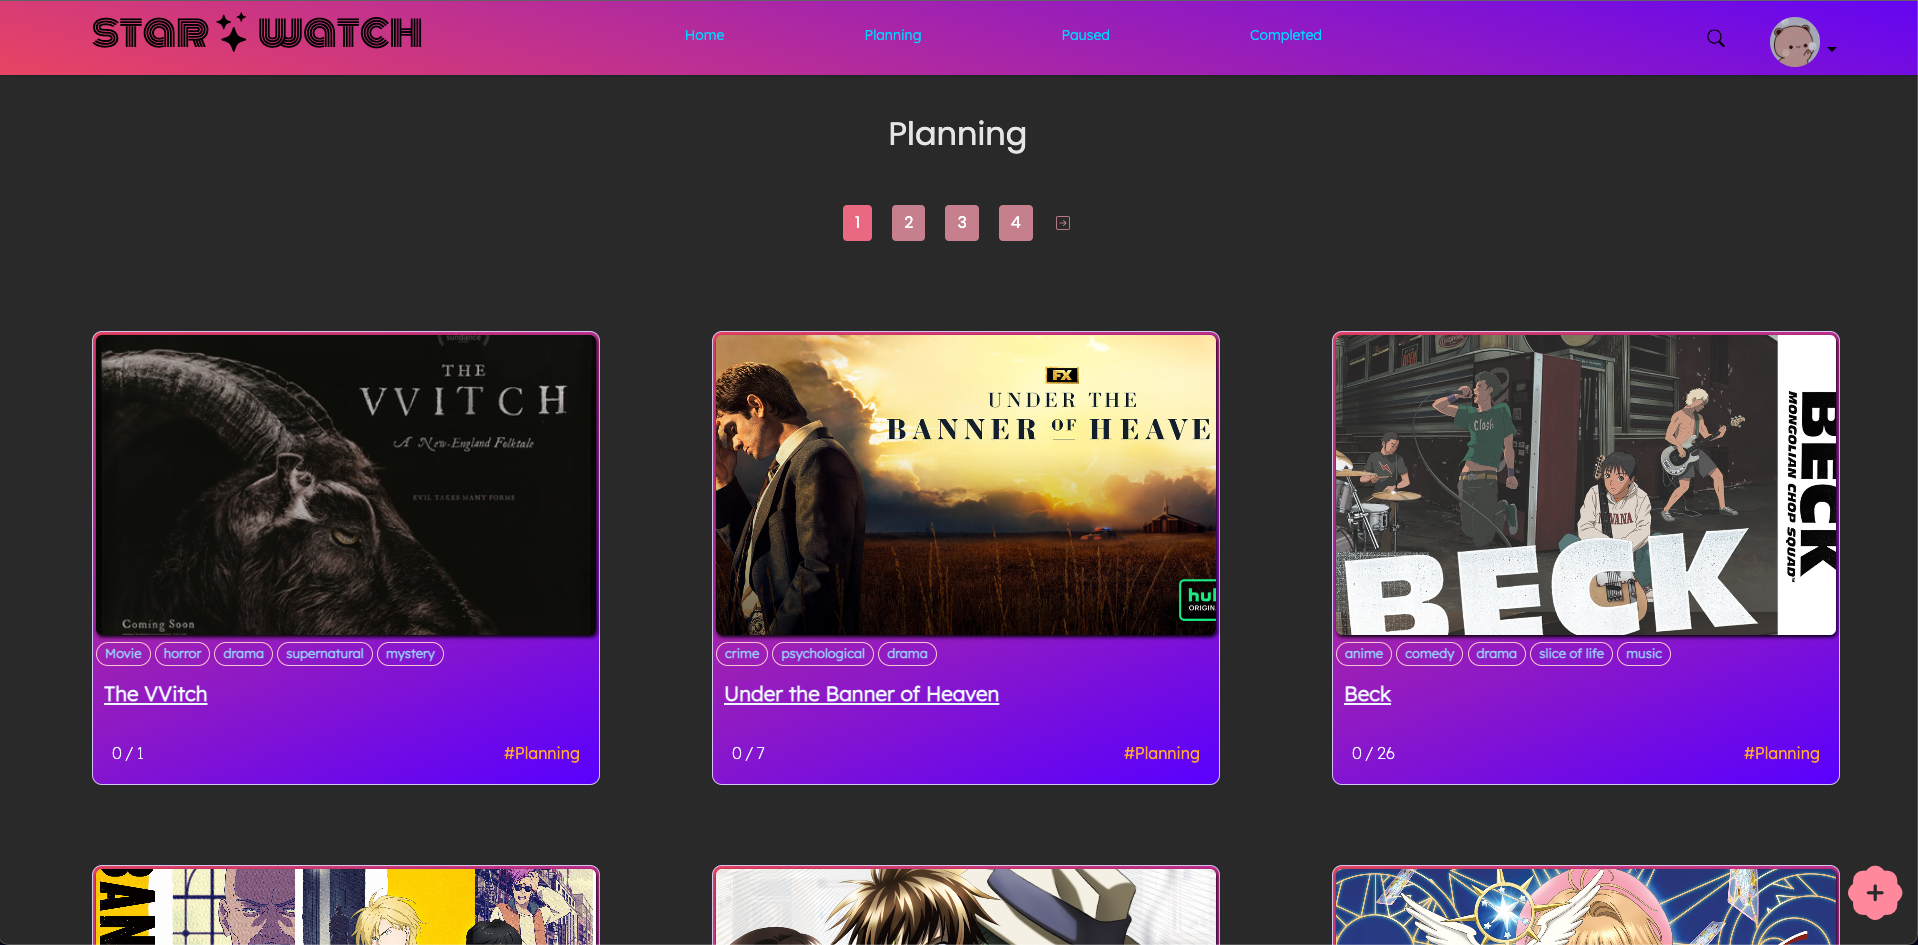 STAR WATCH
Home
Planning
Paused
Completed
Planning
1
2
3
4
sundance
THE
VVITCH
A New-England Folktale
EVIL TAKES MANY FORMS
Coming Soon
Movie
horror
drama
supernatural
mystery
The VVitch
0 / 1
#Planning
FX
UNDER THE
BANNER OF HEAVE
hul
ORIGIN
crime
psychological
drama
Under the Banner of Heaven
0 / 7
#Planning
Clash
BECK
BECK
MONGOLIAN CHOP SQUAD
anime
comedy
drama
slice of life
music
Beck
0 / 26
#Planning
BAN